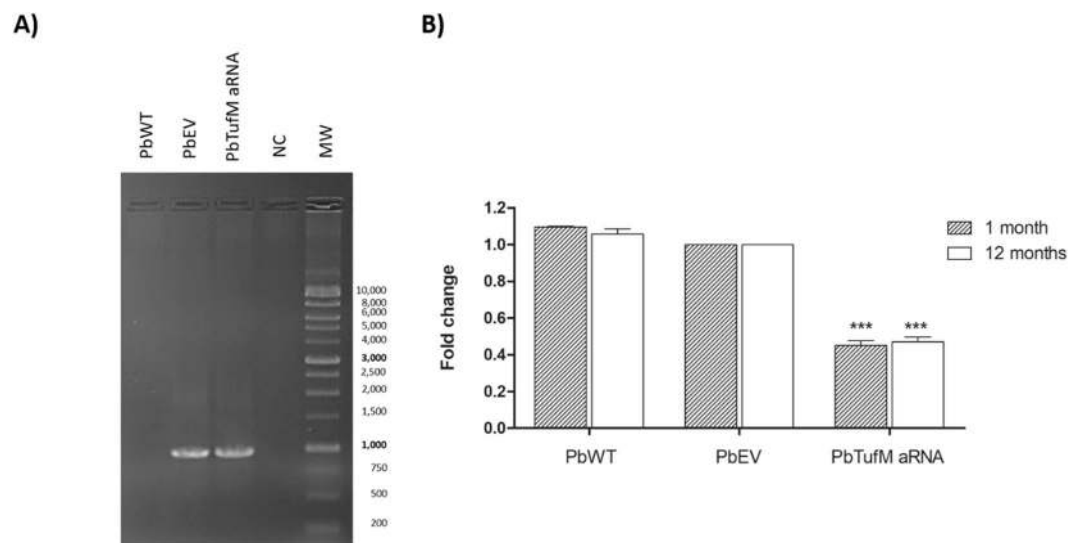 A)
PbWT
PbEV
PbTufM aRNA
NC
MW
10,000
8,000
6,000
5,000
4,000
3,000
2,500
2,000
1,500
1,000
750
500
200
B)
Fold change
1.2
1.0
0.8
0.6
0.4
0.2
0.0
*** ***
PbWT PbEV PbTufM aRNA
1 month
12 months